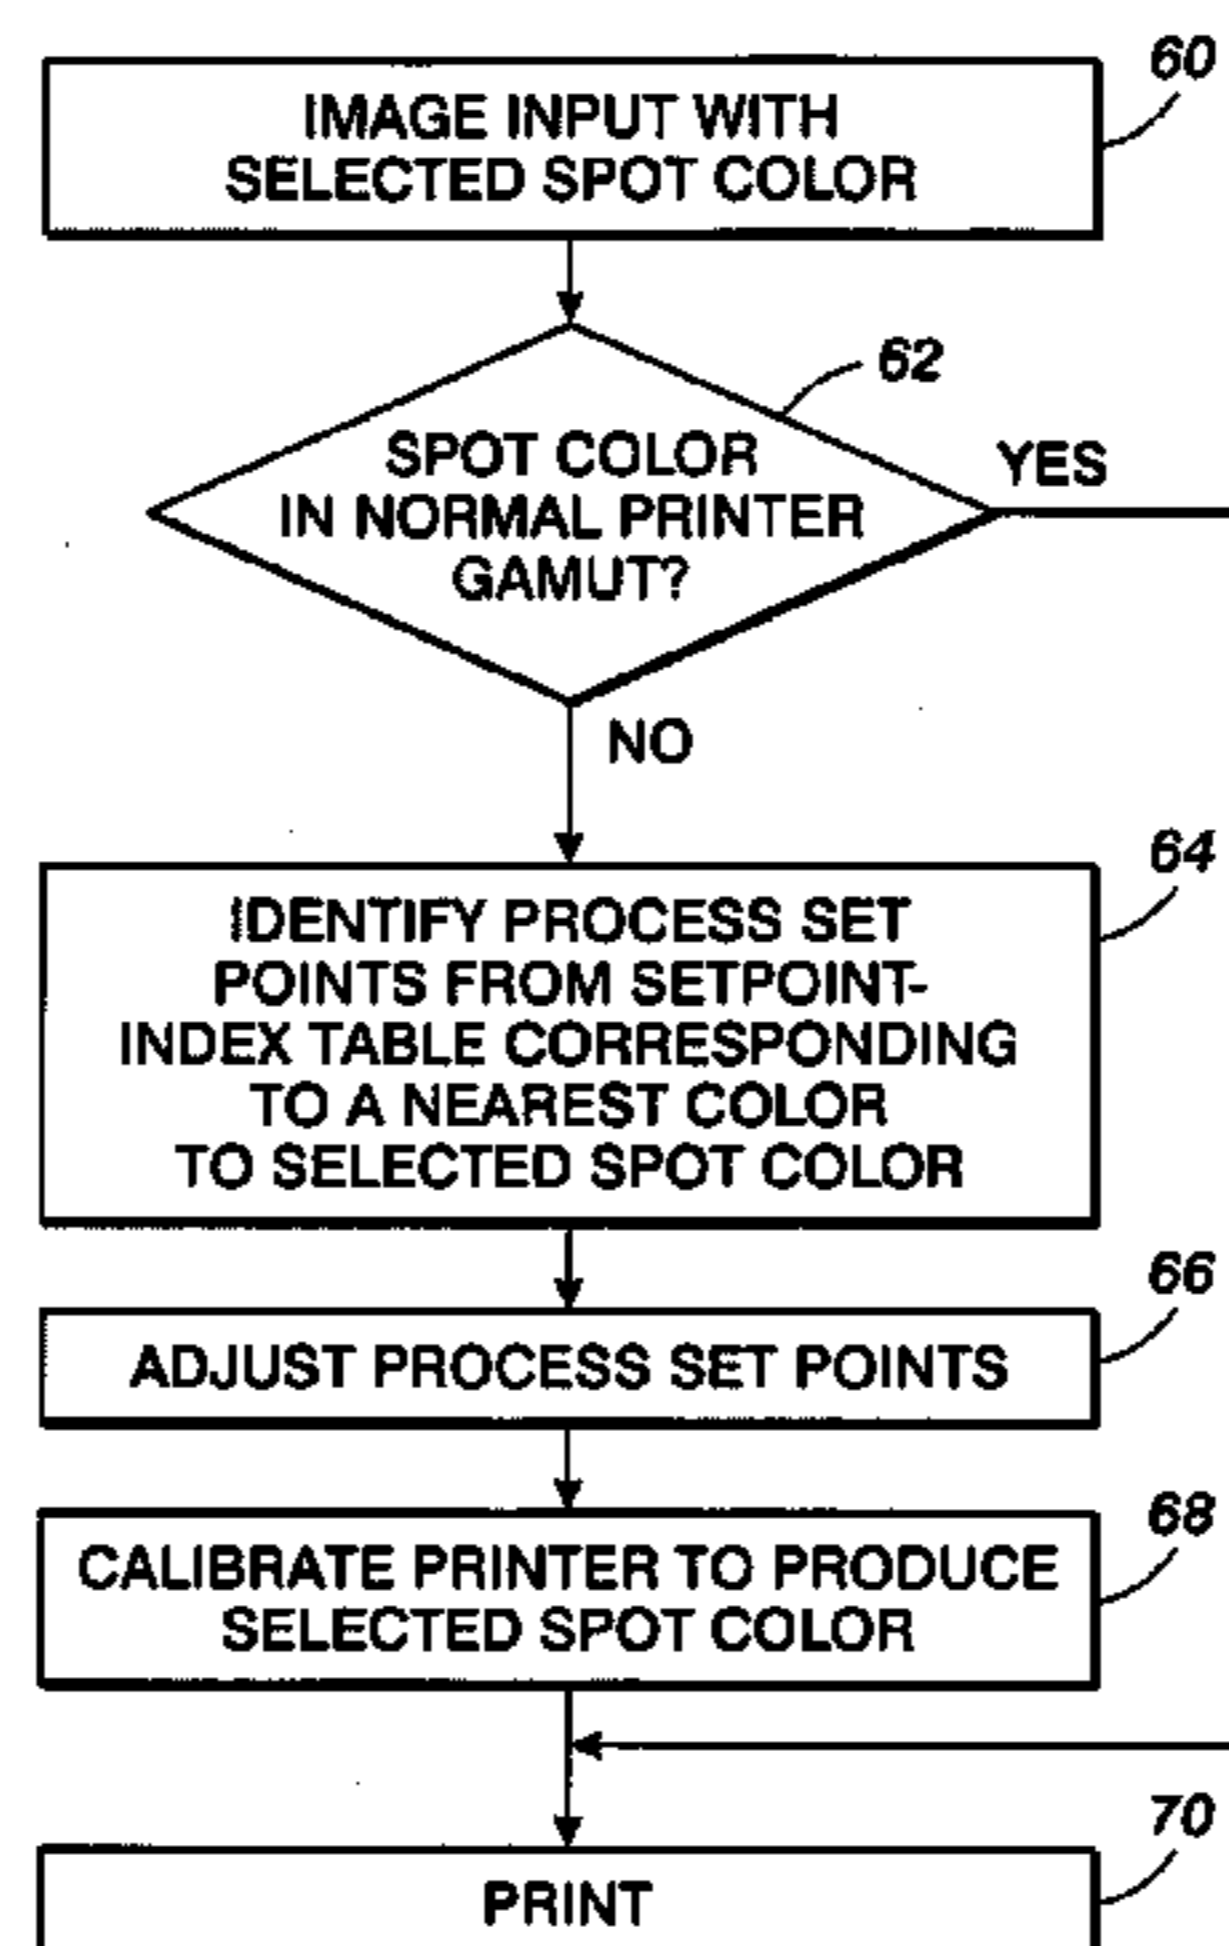 60
IMAGE INPUT WITH
SELECTED SPOT COLOR
62
SPOT COLOR
IN NORMAL PRINTER
GAMUT?
YES
NO
64
IDENTIFY PROCESS SET
POINTS FROM SETPOINT-
INDEX TABLE CORRESPONDING
TO A NEAREST COLOR
TO SELECTED SPOT COLOR
66
ADJUST PROCESS SET POINTS
68
CALIBRATE PRINTER TO PRODUCE
SELECTED SPOT COLOR
70
PRINT